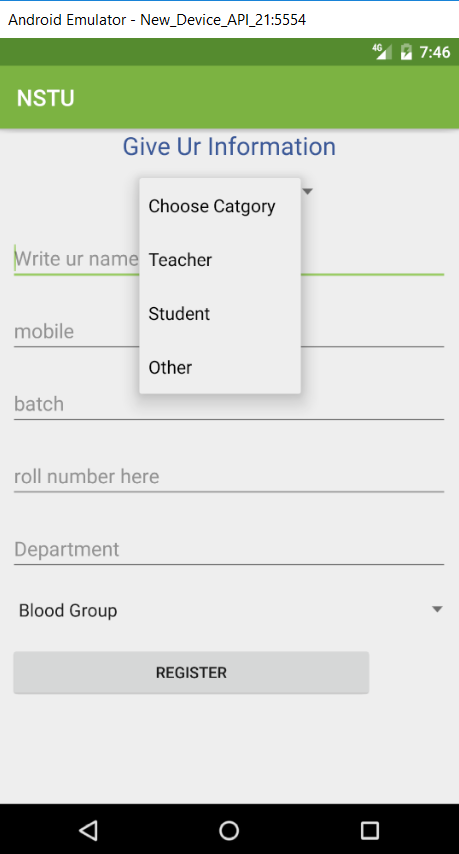 Android Emulator - New_Device_API_21:5554
4G 7:46
NSTU
Give Ur Information
Choose Catgory
Write ur name
Teacher
Student
mobile
Other
batch
roll number here
Department
Blood Group
REGISTER